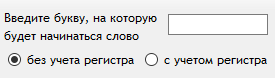 Введите букву, на которую
будет начинаться слово
без учета регистра с учетом регистра